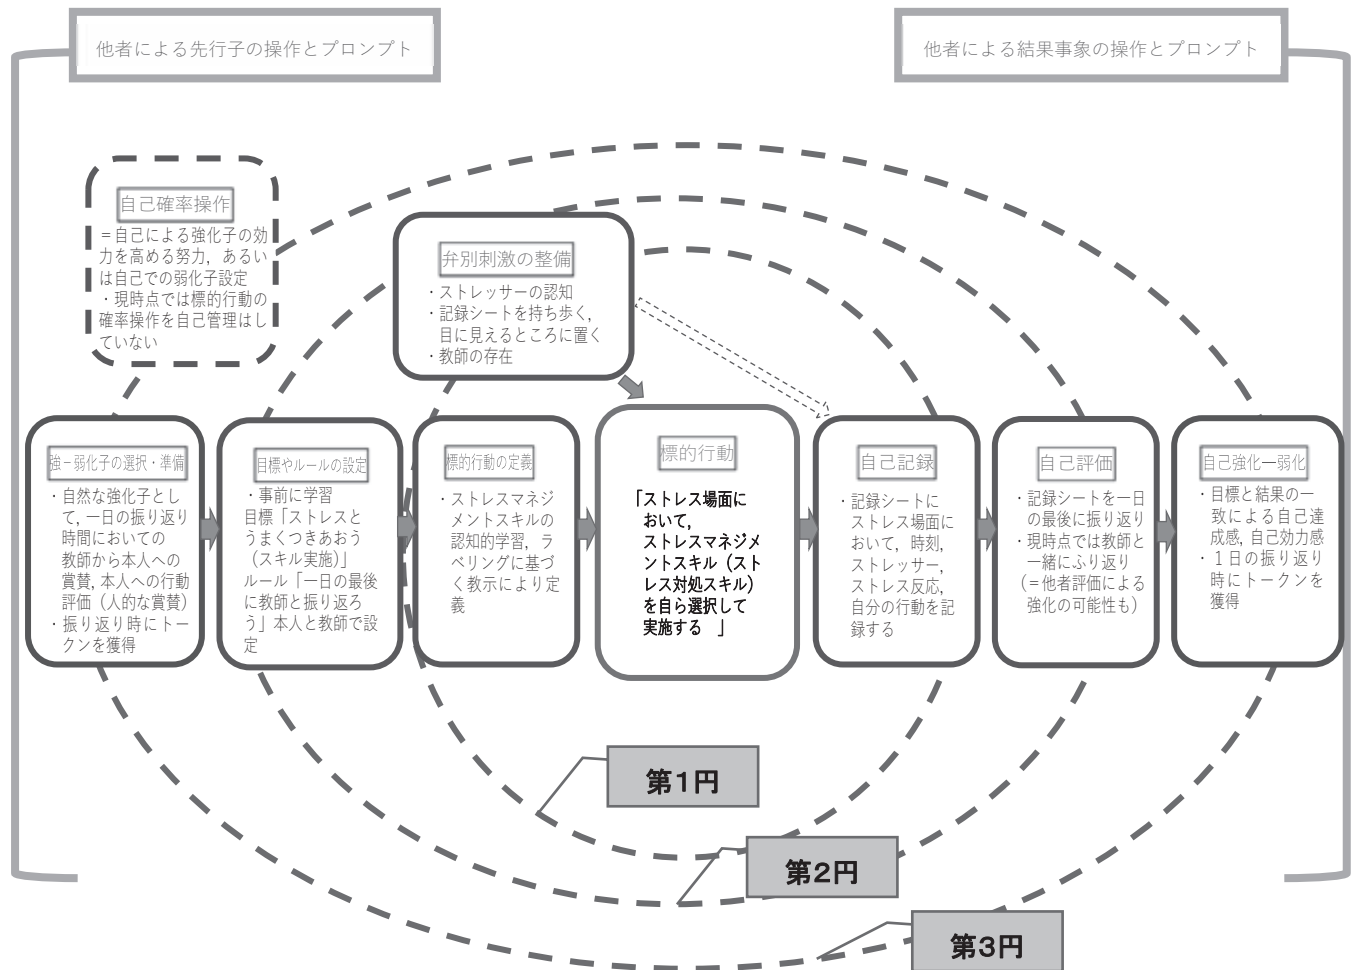 他者による先行子の操作とプロンプト
他者による結果事象の操作とプロンプト
自己確率操作
＝自己による強化子の効
力を高める努力，あるい
は自己での弱化子設定
・現時点では標的行動の
確率操作を自己管理はし
ていない
弁別刺激の整備
・ストレッサーの認知
・記録シートを持ち歩く，
目に見えるところに置く
・教師の存在
強－弱化子の選択・準備
・自然な強化子とし
て，一日の振り返り
時間においての
教師から本人への
賞賛，本人への行動
評価（人的な賞賛）
・振り返り時にトー
クンを獲得
目標やルールの設定
・事前に学習
目標「ストレスと
うまくつきあおう
（スキル実施）」
ルール「一日の最後
に教師と振り返ろ
う」本人と教師で設
定
標的行動の定義
・ストレスマネジ
メントスキルの
認知的学習，ラ
ベリングに基づ
く教示により定
義
標的行動
「ストレス場面に
おいて，
ストレスマネジメ
ントスキル（スト
レス対処スキル）
を自ら選択して
実施する　」
自己記録
・記録シートに
ストレス場面に
おいて，時刻，
ストレッサー，
ストレス反応，
自分の行動を記
録する
自己評価
・記録シートを一日
の最後に振り返り
・現時点では教師と
一緒にふり返り
（＝他者評価による
強化の可能性も）
自己強化―弱化
・目標と結果の一
致による自己達
成感，自己効力感
・１日の振り返り
時にトークンを
獲得
第１円
第２円
第３円